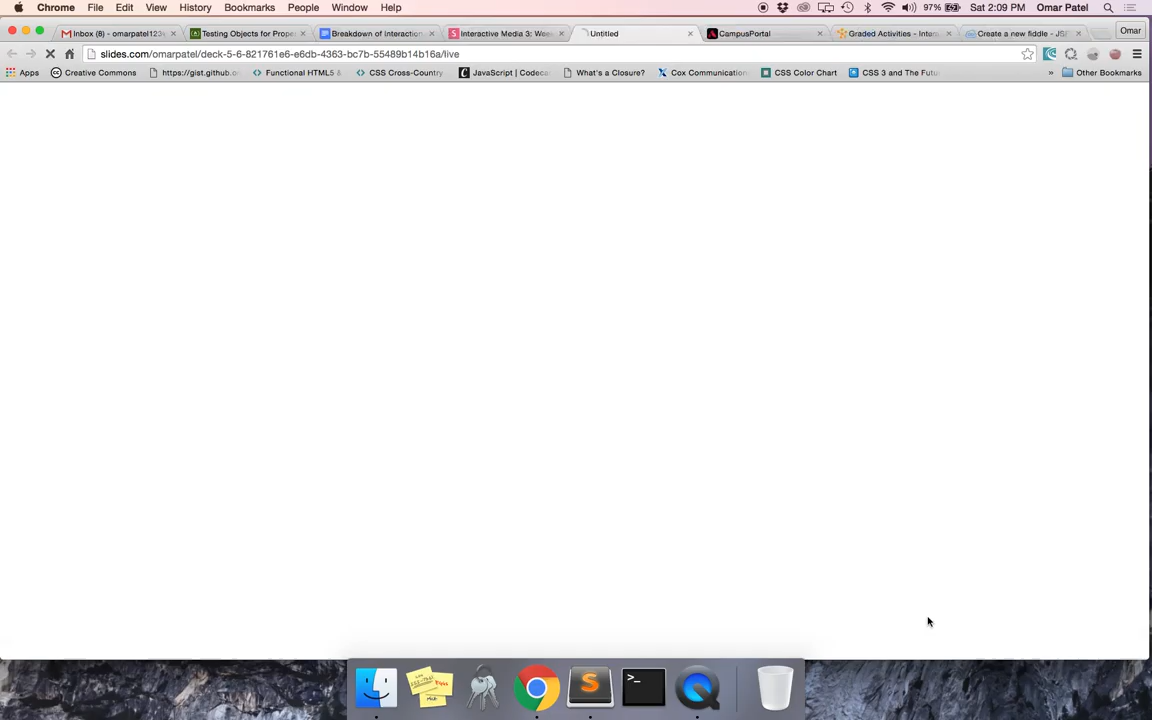 Chrome File Edit View History Bookmarks People Window Help 97% Sat 2:09 PM Omar Patel
Inbox (8) - omarpatel123 Testing Objects for Prope Breakdown of Interaction Interactive Media 3: Wee Untitled CampusPortal Graded Activities - Intera Create a new fiddle - JSF Omar
slides.com/omarpatel/deck-5-6-821761e6-e6db-4363-bc7b-55489b14b16a/live
Apps Creative Commons https://gist.github.c Functional HTML5 & CSS Cross-Country JavaScript | Codeca What's a Closure? Cox Communication CSS Color Chart CSS 3 and The Futu » Other Bookmarks